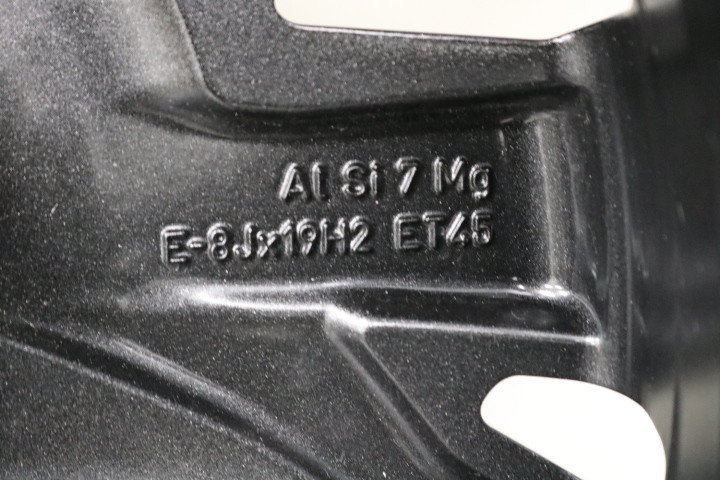 Al Si 7 Mg
E-8Jx19H2 ET45